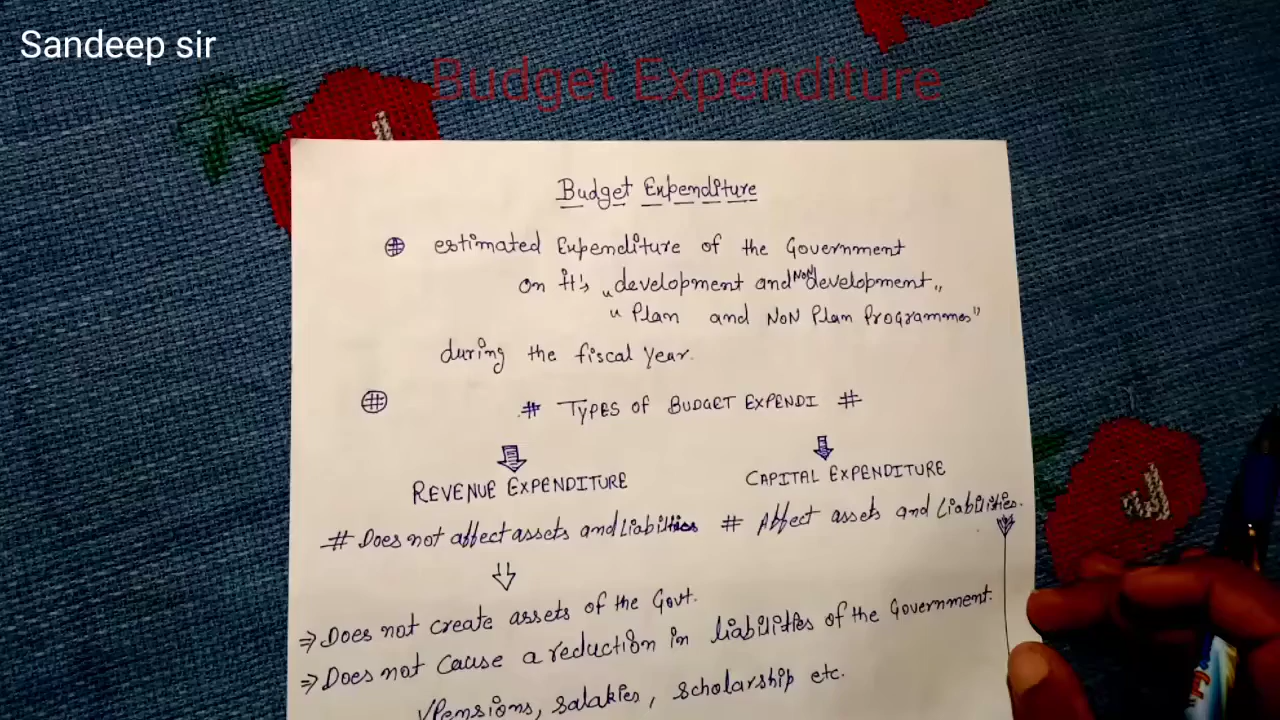 Sandeep sir
Budget Expenditure
Budget Expenditure
estimated Expenditure of the Government
on it's "development and Non development"
" Plan and Non Plan Programmes"
during the fiscal year.
# TYPES of BUDGET EXPENDI #
REVENUE EXPENDITURE
CAPITAL EXPENDITURE
# Does not affect assets and liabilities
# Affect assets and liabilities.
⇒ Does not create assets of the Govt.
⇒ Does not cause a reduction in liabilities of the Government.
(Pensions, salaries, scholarship etc.